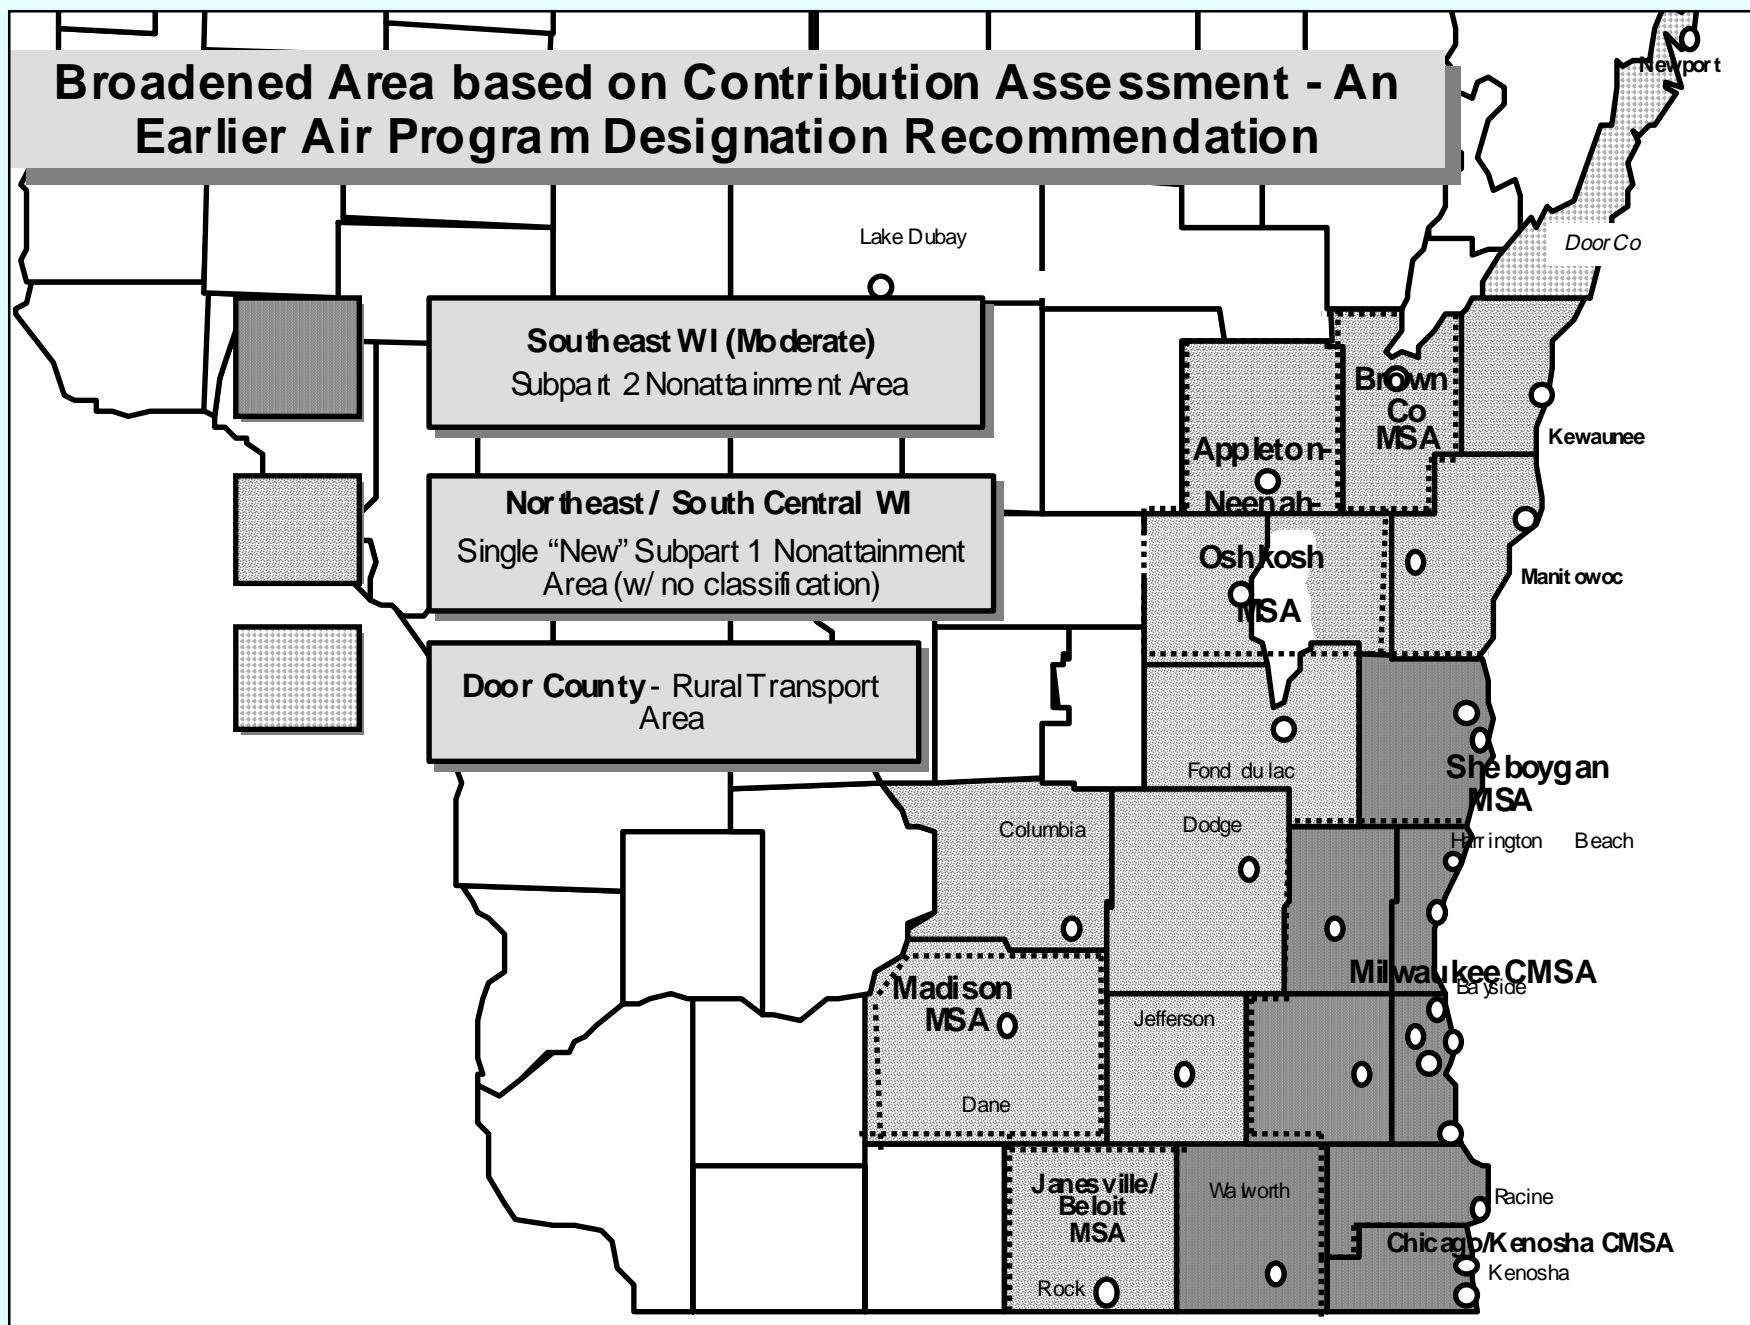 Broadened Area based on Contribution Assessment - An
Earlier Air Program Designation Recommendation
Newport
Door Co
Lake Dubay
Southeast WI (Moderate)
Subpart 2 Nonattainment Area
Brown
Co
MSA
Kewaunee
Appleton-
Neenah-
Oshkosh
MSA
Northeast / South Central WI
Single “New” Subpart 1 Nonattainment
Area (w/ no classification)
Manitowoc
Door County - Rural Transport
Area
Fond du lac
Sheboygan
MSA
Columbia
Dodge
Harrington Beach
Milwaukee CMSA
Bayside
Madison
MSA
Jefferson
Dane
Janesville/
Beloit
MSA
Walworth
Racine
Chicago/Kenosha CMSA
Kenosha
Rock